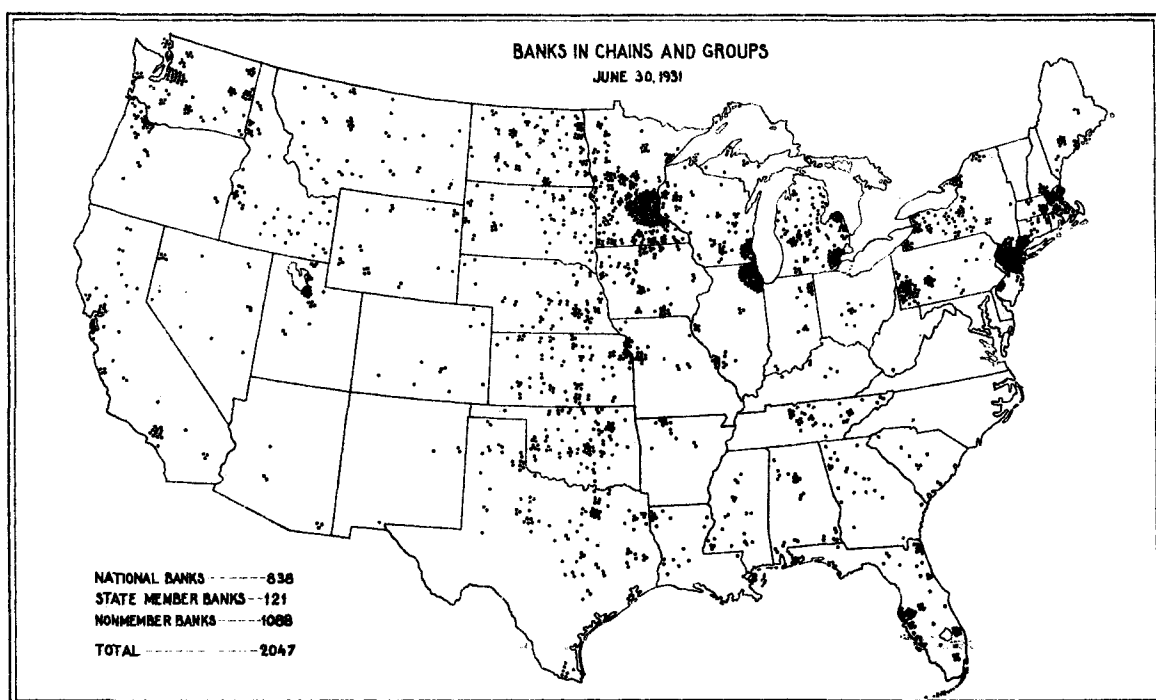 BANKS IN CHAINS AND GROUPS
JUNE 30, 1931
NATIONAL BANKS ------- 838
STATE MEMBER BANKS -- 121
NONMEMBER BANKS ------ 1088
TOTAL --------------- 2047